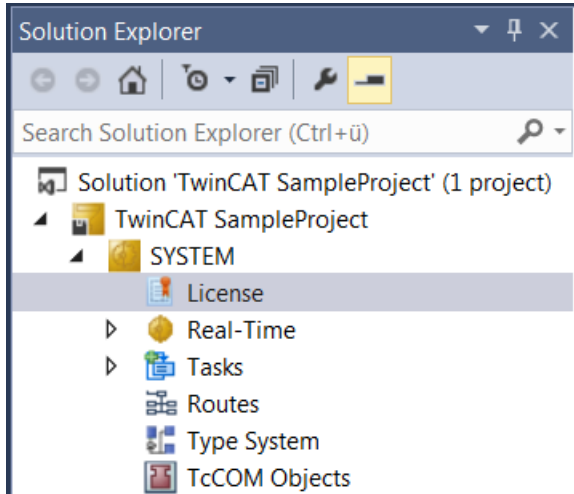 Solution Explorer
Search Solution Explorer (Ctrl+ü)
Solution 'TwinCAT SampleProject' (1 project)
TwinCAT SampleProject
SYSTEM
License
Real-Time
Tasks
Routes
Type System
TcCOM Objects